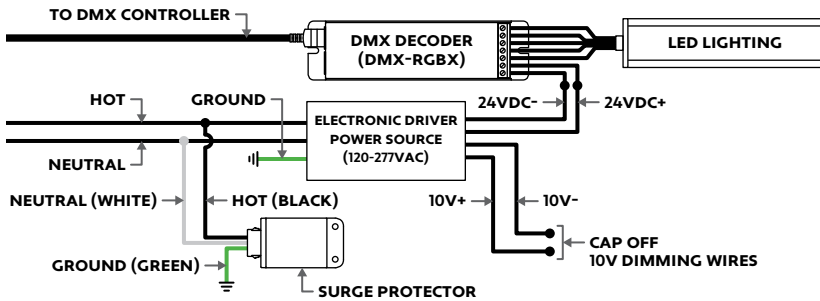 TO DMX CONTROLLER
DMX DECODER
(DMX-RGBX)
LED LIGHTING
HOT
GROUND
24VDC-
24VDC+
ELECTRONIC DRIVER
POWER SOURCE
(120-277VAC)
NEUTRAL
NEUTRAL (WHITE)
HOT (BLACK)
10V+
10V-
CAP OFF
10V DIMMING WIRES
GROUND (GREEN)
SURGE PROTECTOR